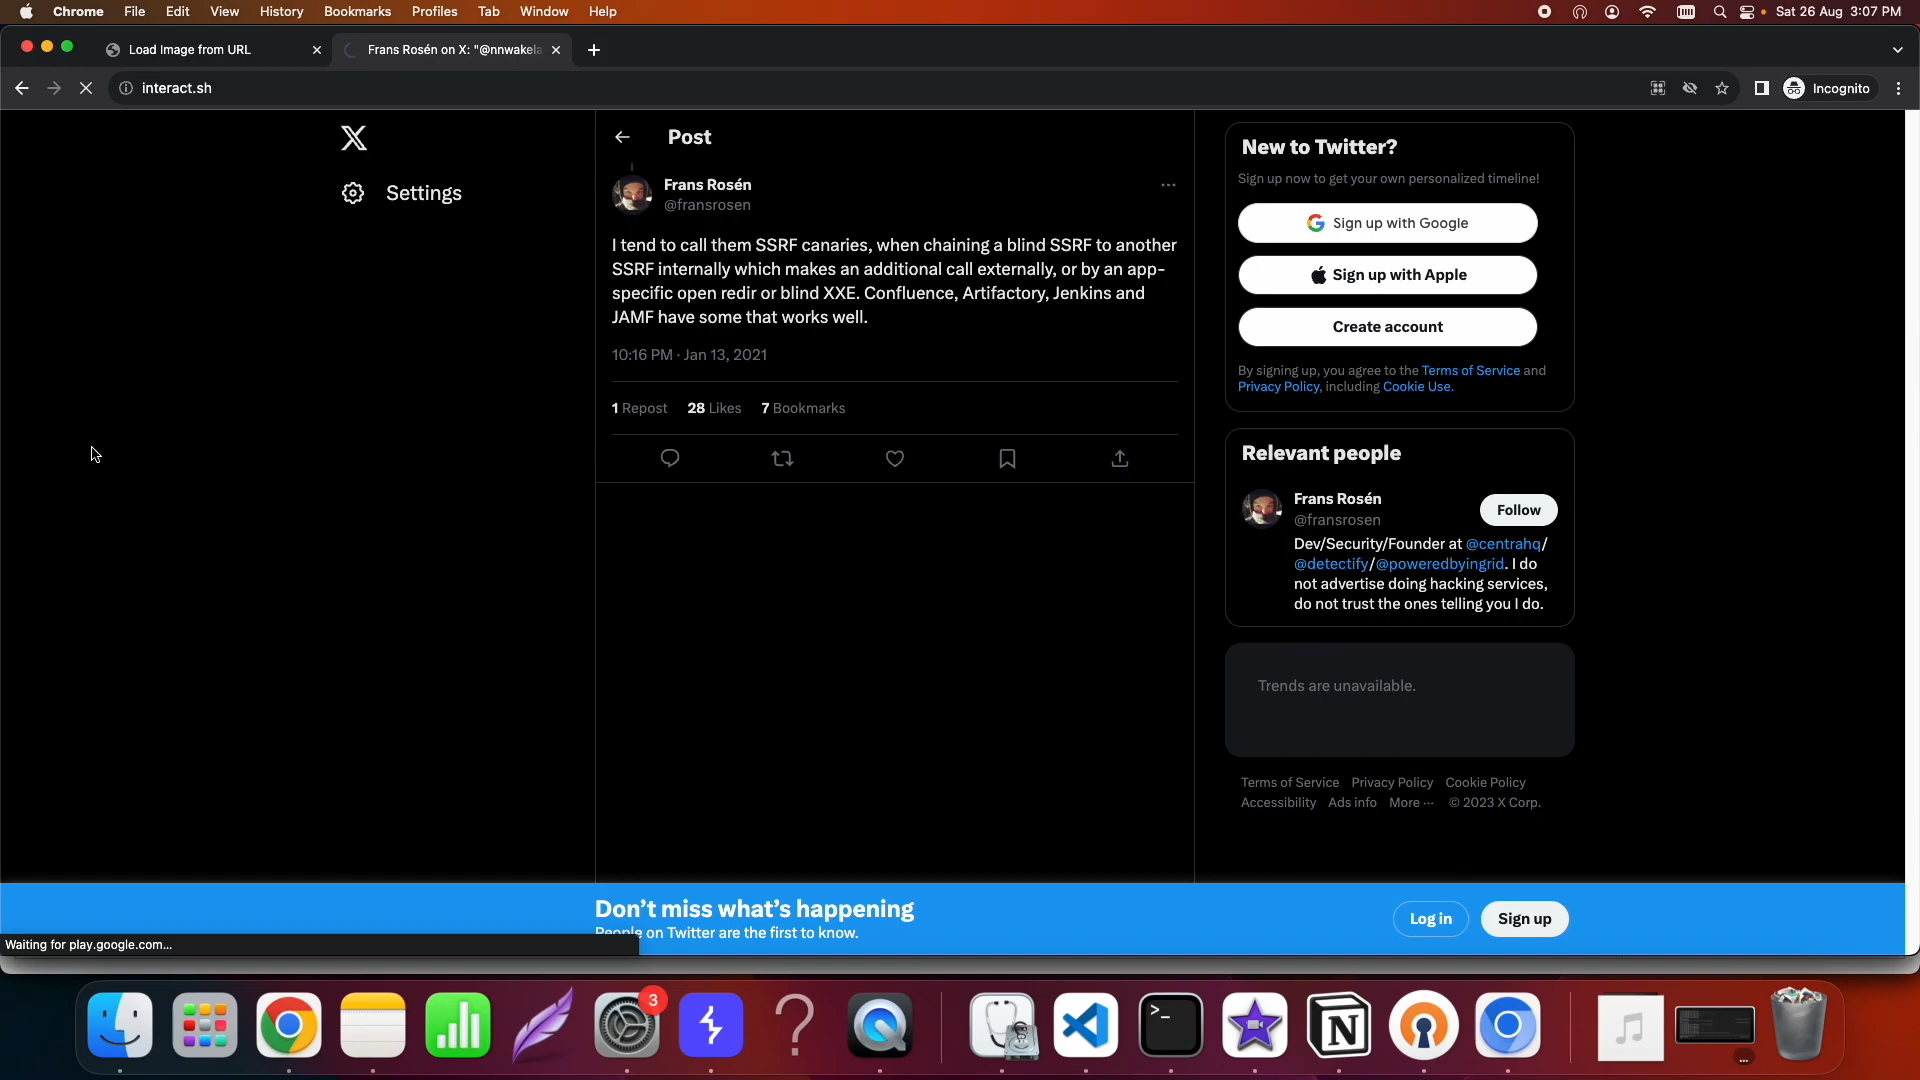 Chrome File Edit View History Bookmarks Profiles Tab Window Help Sat 26 Aug 3:07 PM
Load Image from URL Frans Rosén on X: "@nnwakela
interact.sh Incognito
X
Settings
Post
Frans Rosén
@fransrosen
I tend to call them SSRF canaries, when chaining a blind SSRF to another
SSRF internally which makes an additional call externally, or by an app-
specific open redir or blind XXE. Confluence, Artifactory, Jenkins and
JAMF have some that works well.
10:16 PM · Jan 13, 2021
1 Repost 28 Likes 7 Bookmarks
New to Twitter?
Sign up now to get your own personalized timeline!
Sign up with Google
Sign up with Apple
Create account
By signing up, you agree to the Terms of Service and
Privacy Policy, including Cookie Use.
Relevant people
Frans Rosén
@fransrosen
Follow
Dev/Security/Founder at @centrahq/
@detectify/@poweredbyingrid. I do
not advertise doing hacking services,
do not trust the ones telling you I do.
Trends are unavailable.
Terms of Service Privacy Policy Cookie Policy
Accessibility Ads info More ··· © 2023 X Corp.
Don't miss what's happening
People on Twitter are the first to know.
Log in
Sign up
Waiting for play.google.com...
3